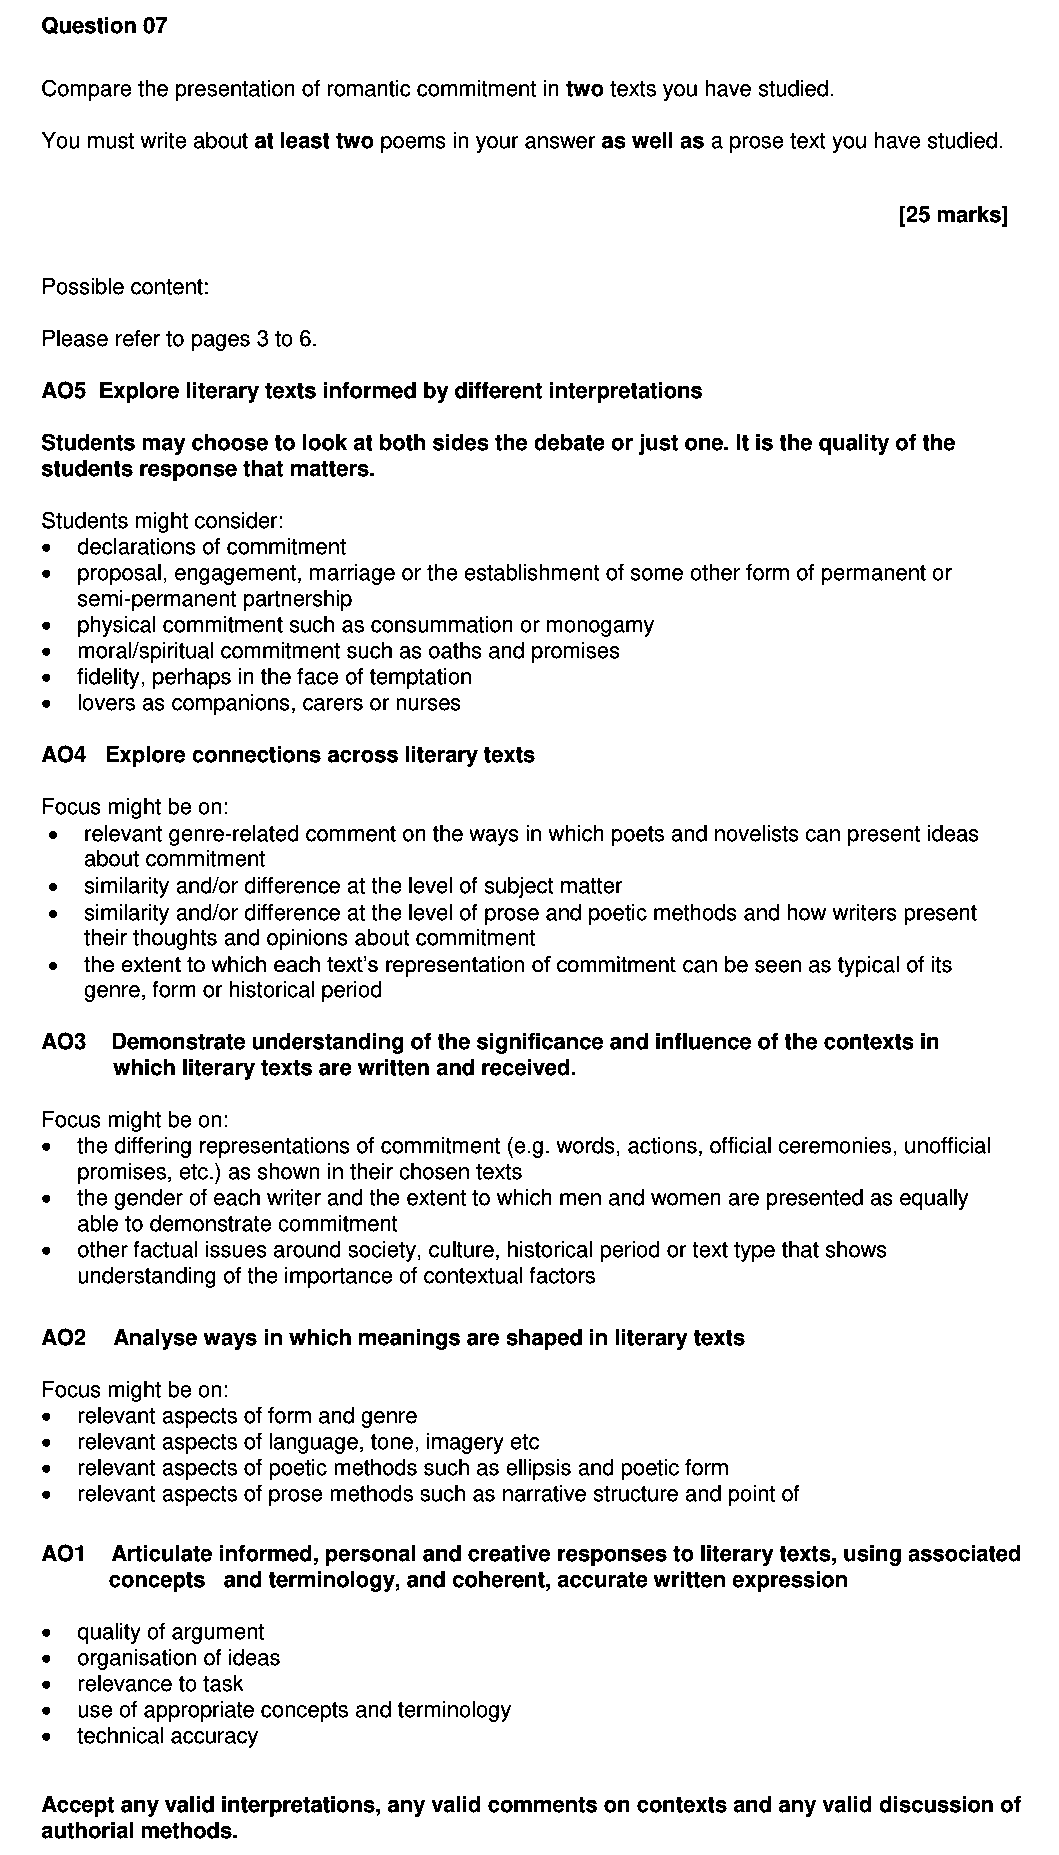 Question 07
Compare the presentation of romantic commitment in two texts you have studied.
You must write about at least two poems in your answer as well as a prose text you have studied.
[25 marks]
Possible content:
Please refer to pages 3 to 6.
AO5 Explore literary texts informed by different interpretations
Students may choose to look at both sides the debate or just one. It is the quality of the
students response that matters.
Students might consider:
• declarations of commitment
• proposal, engagement, marriage or the establishment of some other form of permanent or
semi-permanent partnership
• physical commitment such as consummation or monogamy
• moral/spiritual commitment such as oaths and promises
• fidelity, perhaps in the face of temptation
• lovers as companions, carers or nurses
AO4 Explore connections across literary texts
Focus might be on:
• relevant genre-related comment on the ways in which poets and novelists can present ideas
about commitment
• similarity and/or difference at the level of subject matter
• similarity and/or difference at the level of prose and poetic methods and how writers present
their thoughts and opinions about commitment
• the extent to which each text's representation of commitment can be seen as typical of its
genre, form or historical period
AO3 Demonstrate understanding of the significance and influence of the contexts in
which literary texts are written and received.
Focus might be on:
• the differing representations of commitment (e.g. words, actions, official ceremonies, unofficial
promises, etc.) as shown in their chosen texts
• the gender of each writer and the extent to which men and women are presented as equally
able to demonstrate commitment
• other factual issues around society, culture, historical period or text type that shows
understanding of the importance of contextual factors
AO2 Analyse ways in which meanings are shaped in literary texts
Focus might be on:
• relevant aspects of form and genre
• relevant aspects of language, tone, imagery etc
• relevant aspects of poetic methods such as ellipsis and poetic form
• relevant aspects of prose methods such as narrative structure and point of
AO1 Articulate informed, personal and creative responses to literary texts, using associated
concepts and terminology, and coherent, accurate written expression
• quality of argument
• organisation of ideas
• relevance to task
• use of appropriate concepts and terminology
• technical accuracy
Accept any valid interpretations, any valid comments on contexts and any valid discussion of
authorial methods.